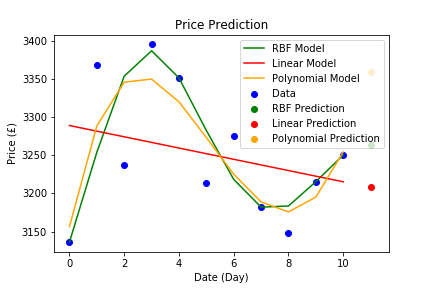 Price Prediction
RBF Model
Linear Model
Polynomial Model
Data
RBF Prediction
Linear Prediction
Polynomial Prediction
Price (£)
3400
3350
3300
3250
3200
3150
0 2 4 6 8 10
Date (Day)